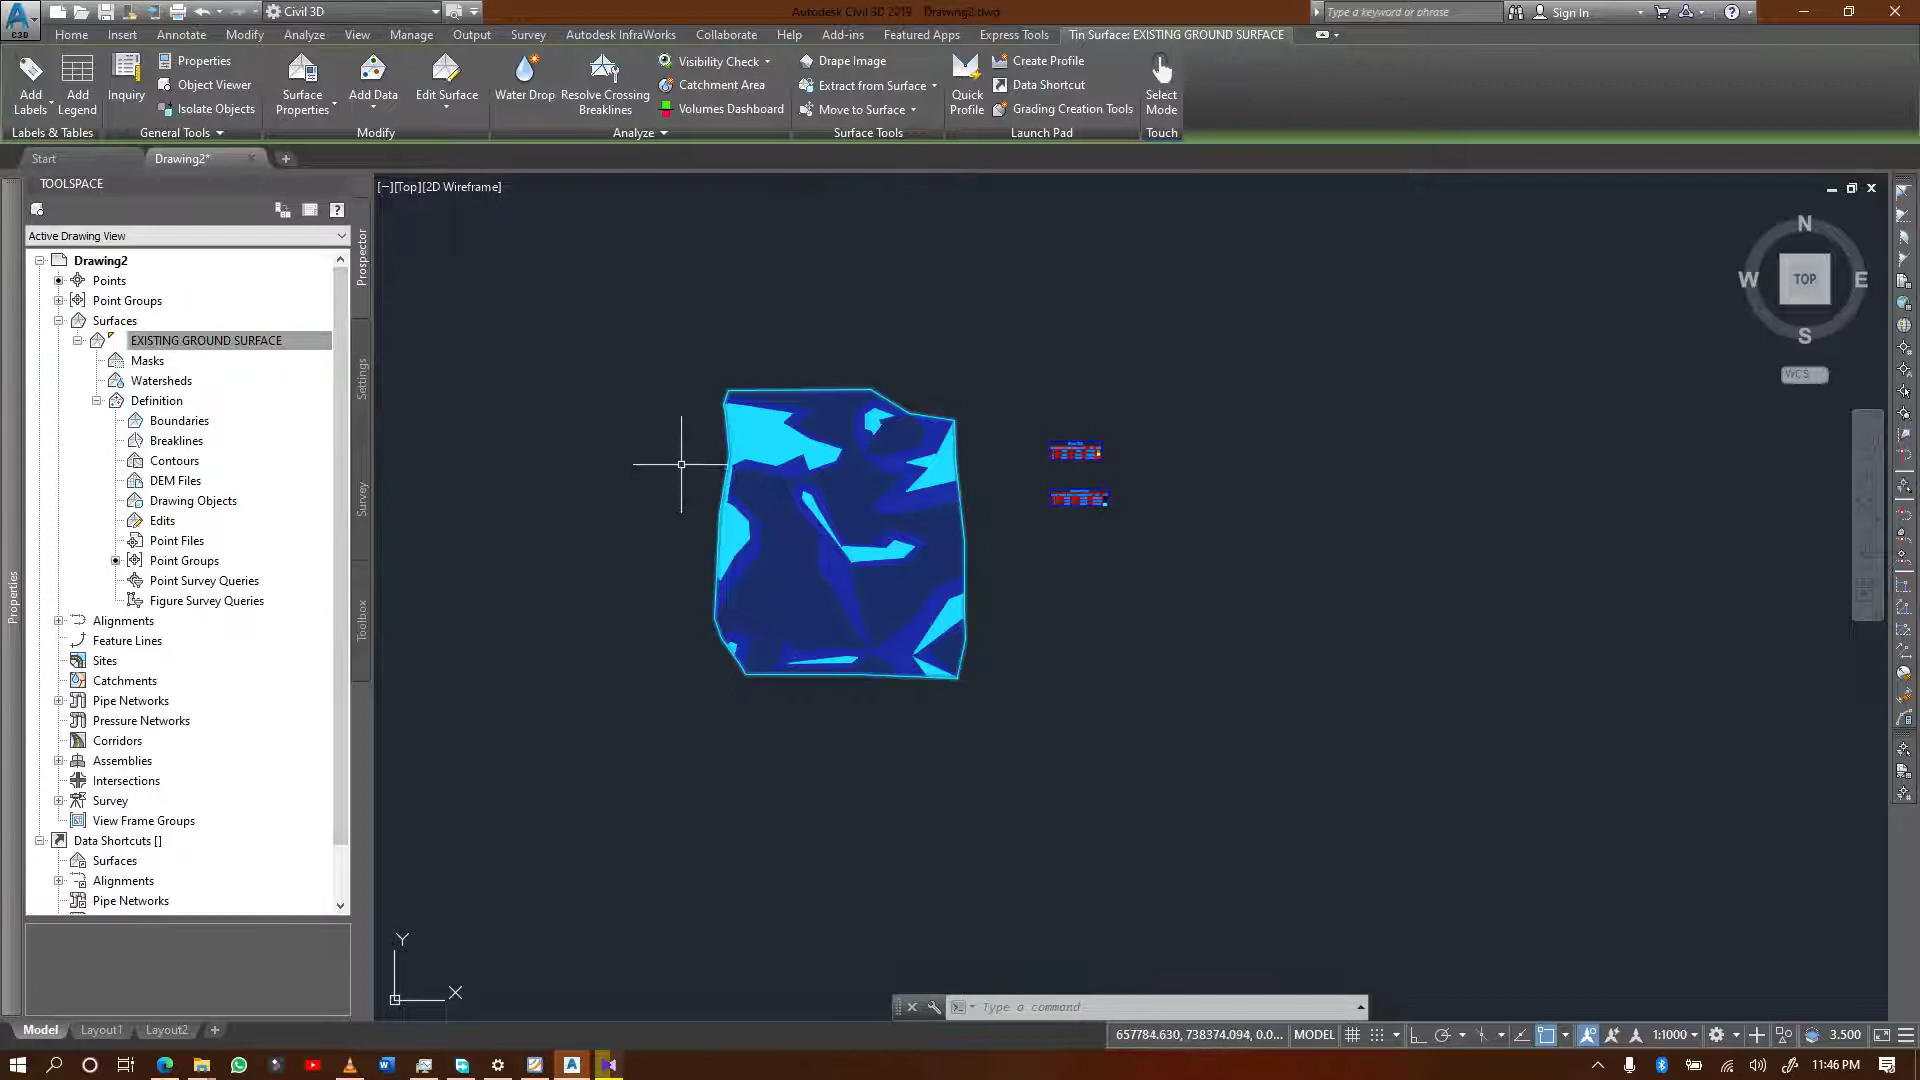 C3D
Civil 3D
Autodesk Civil 3D 2019 Drawing2.dwg
Type a keyword or phrase
Sign In
Home Insert Annotate Modify Analyze View Manage Output Survey Autodesk InfraWorks Collaborate Help Add-ins Featured Apps Express Tools Tin Surface: EXISTING GROUND SURFACE
Add Labels
Add Legend
Inquiry
Properties
Object Viewer
Isolate Objects
Surface Properties
Add Data
Edit Surface
Water Drop
Resolve Crossing Breaklines
Visibility Check
Catchment Area
Volumes Dashboard
Drape Image
Extract from Surface
Move to Surface
Quick Profile
Create Profile
Data Shortcut
Grading Creation Tools
Select Mode
Labels & Tables General Tools Modify Analyze Surface Tools Launch Pad Touch
Start Drawing2*
TOOLSPACE
[−][Top][2D Wireframe]
Active Drawing View
Drawing2
Points
Point Groups
Surfaces
EXISTING GROUND SURFACE
Masks
Watersheds
Definition
Boundaries
Breaklines
Contours
DEM Files
Drawing Objects
Edits
Point Files
Point Groups
Point Survey Queries
Figure Survey Queries
Alignments
Feature Lines
Sites
Catchments
Pipe Networks
Pressure Networks
Corridors
Assemblies
Intersections
Survey
View Frame Groups
Data Shortcuts []
Surfaces
Alignments
Pipe Networks
Prospector
Settings
Survey
Toolbox
Properties
N
W TOP E
S
WCS
Y
X
Type a command
Model Layout1 Layout2
657784.630, 738374.094, 0.0... MODEL 1:1000 3.500
11:46 PM